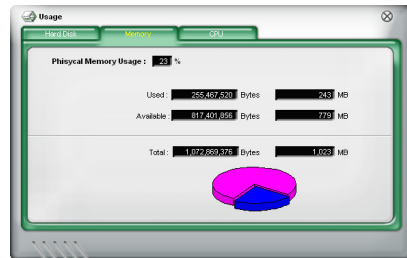 Usage
Hard Disk Memory CPU
Phisycal Memory Usage : 23 %
Used : 255,467,520 Bytes 243 MB
Available : 817,401,856 Bytes 779 MB
Total : 1,072,869,376 Bytes 1,023 MB